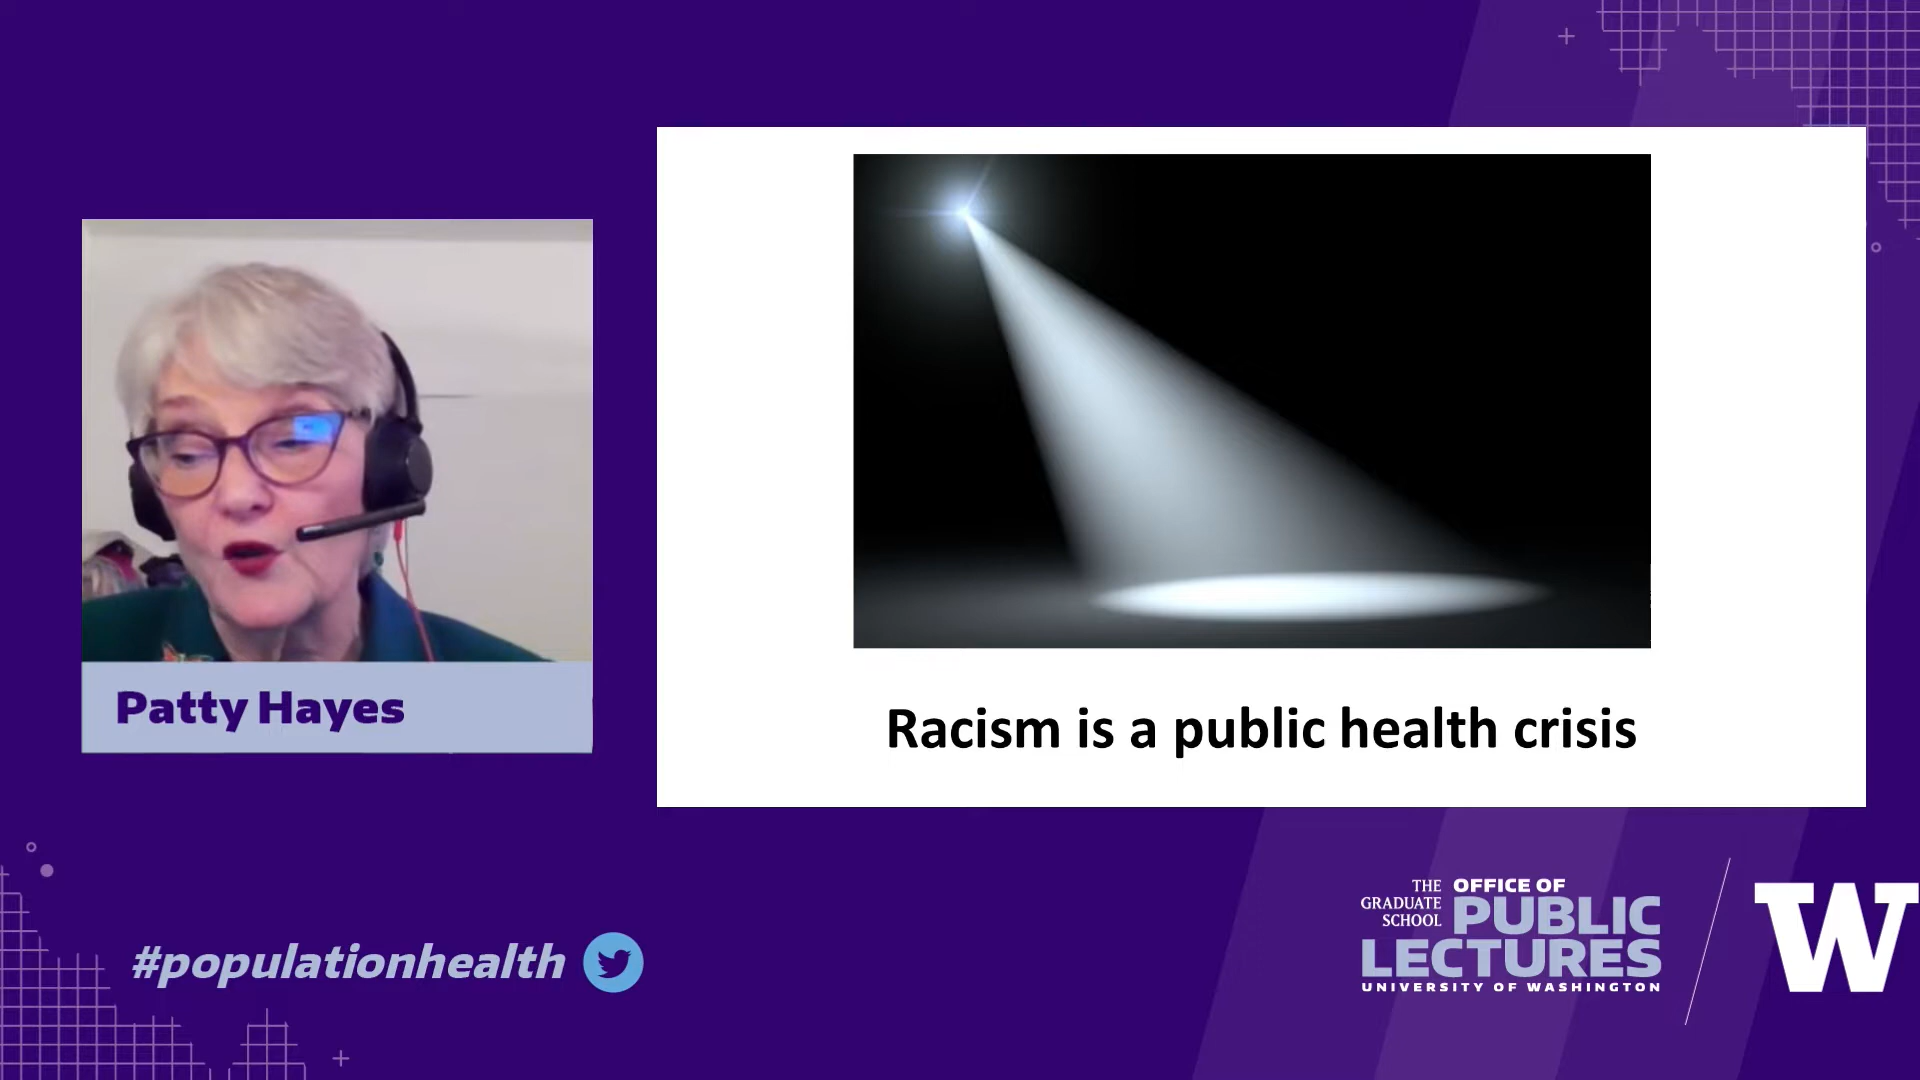 Patty Hayes
Racism is a public health crisis
#populationhealth
THE GRADUATE SCHOOL
OFFICE OF
PUBLIC
LECTURES
UNIVERSITY OF WASHINGTON
W